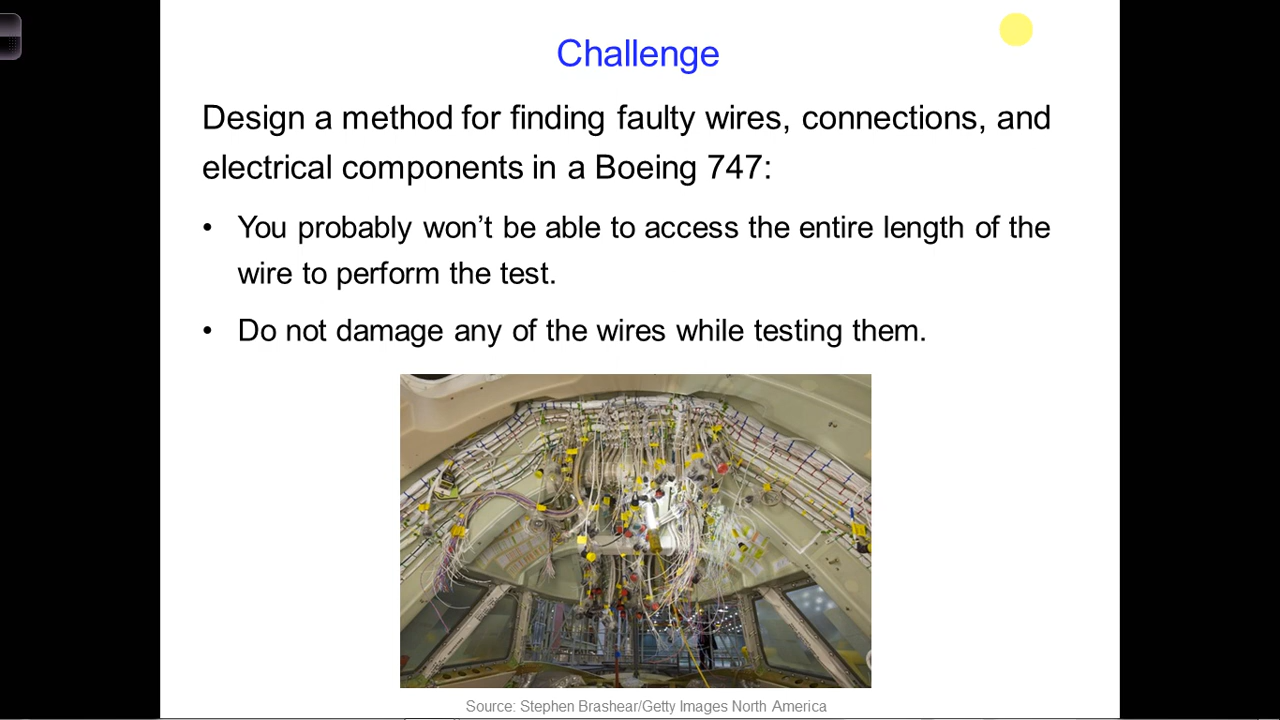 Challenge
Design a method for finding faulty wires, connections, and
electrical components in a Boeing 747:
• You probably won’t be able to access the entire length of the
wire to perform the test.
• Do not damage any of the wires while testing them.
Source: Stephen Brashear/Getty Images North America